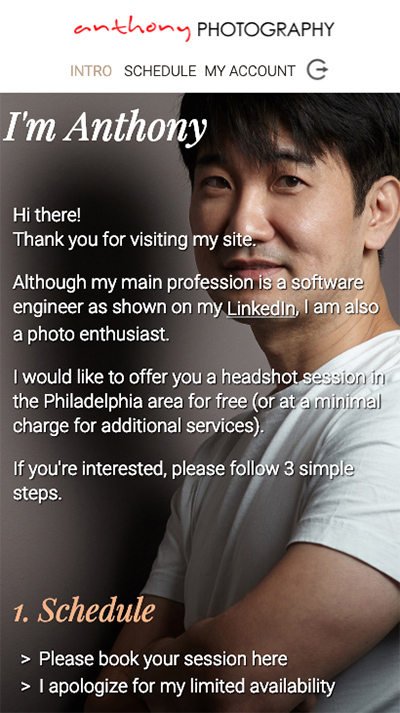 anthony PHOTOGRAPHY
INTRO SCHEDULE MY ACCOUNT
I'm Anthony
Hi there!
Thank you for visiting my site.
Although my main profession is a software
engineer as shown on my LinkedIn, I am also
a photo enthusiast.
I would like to offer you a headshot session in
the Philadelphia area for free (or at a minimal
charge for additional services).
If you're interested, please follow 3 simple
steps.
1. Schedule
> Please book your session here
> I apologize for my limited availability